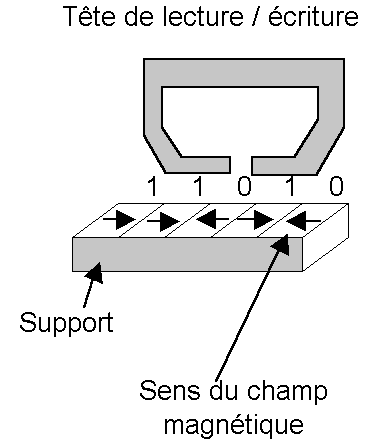 Tête de lecture / écriture
1 1 0 1 0
Support
Sens du champ
magnétique